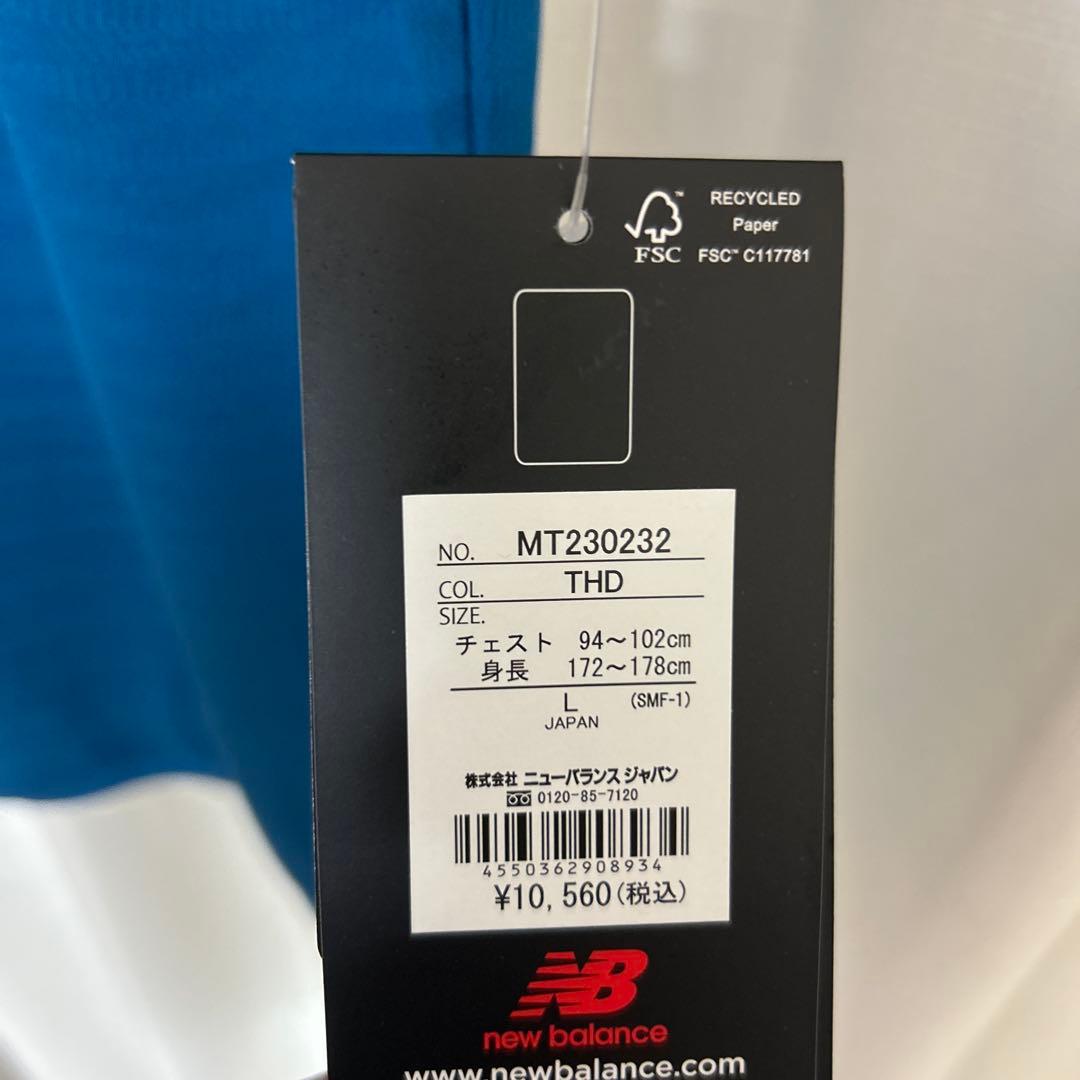 RECYCLED
Paper
FSC™ C117781
™
FSC
NO. MT230232
COL. THD
SIZE.
チェスト 94～102cm
身長 172～178cm
L (SMF-1)
JAPAN
株式会社 ニューバランス ジャパン
0120-85-7120
4550362908934
¥10,560(税込)
NB
new balance
www.newbalance.com